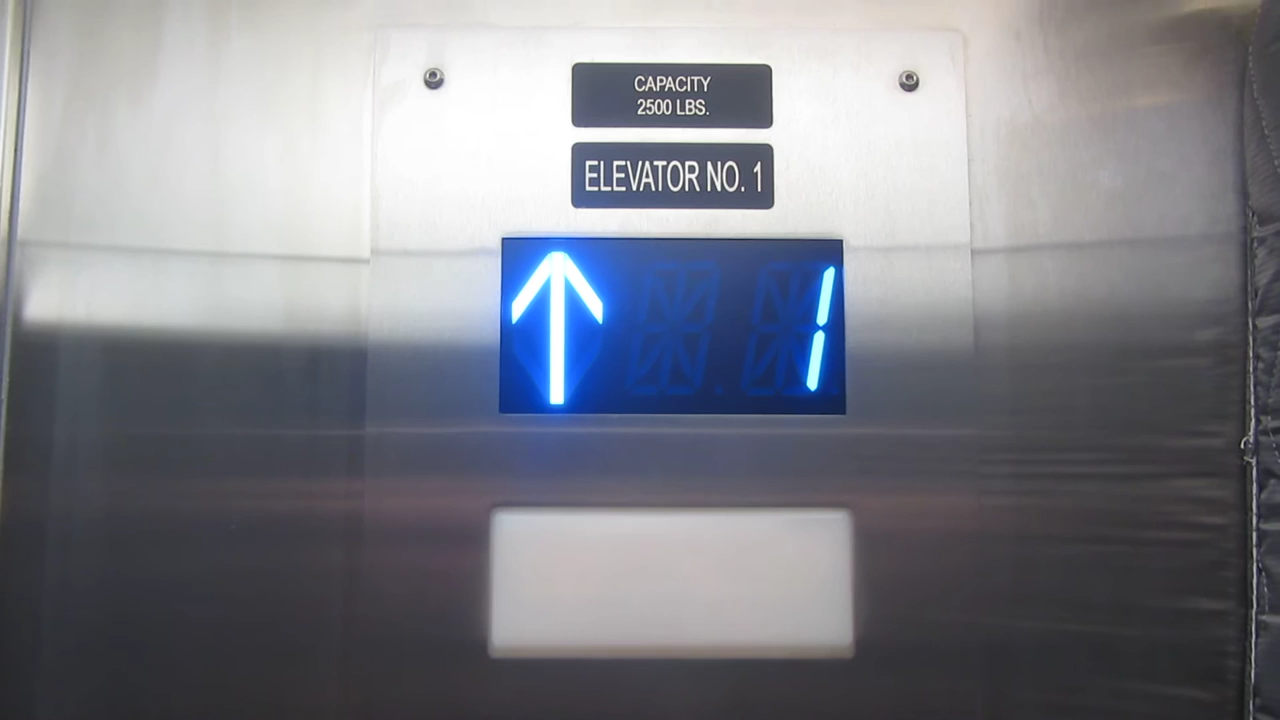 CAPACITY
2500 LBS.
ELEVATOR NO. 1
↑ 1